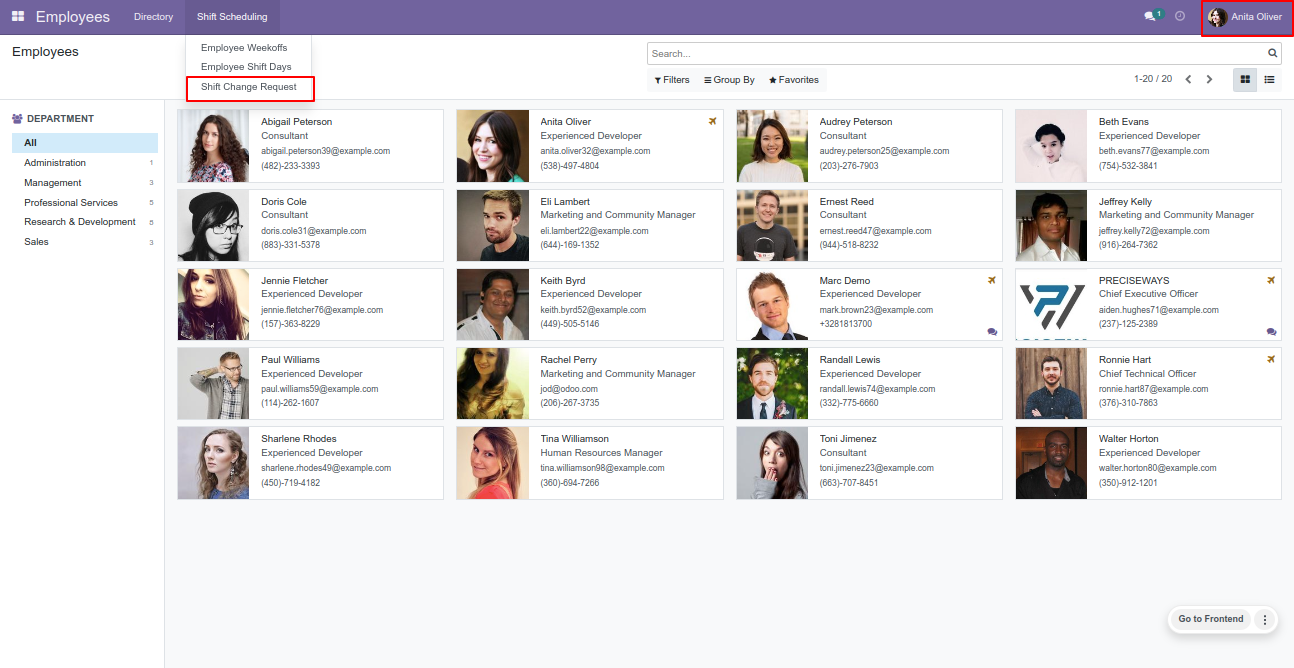 Employees Directory Shift Scheduling 1 Anita Oliver
Employee Weekoffs
Employee Shift Days
Shift Change Request
Employees
Search...
Filters Group By Favorites
1-20 / 20
DEPARTMENT
All
Administration 1
Management 3
Professional Services 5
Research & Development
Sales 3
Abigail Peterson
Consultant
abigail.peterson39@example.com
(482)-233-3393
Anita Oliver
Experienced Developer
anita.oliver32@example.com
(538)-497-4804
Audrey Peterson
Consultant
audrey.peterson25@example.com
(203)-276-7903
Beth Evans
Experienced Developer
beth.evans77@example.com
(754)-532-3841
Doris Cole
Consultant
doris.cole31@example.com
(883)-331-5378
Eli Lambert
Marketing and Community Manager
eli.lambert22@example.com
(644)-169-1352
Ernest Reed
Consultant
ernest.reed47@example.com
(944)-518-8232
Jeffrey Kelly
Marketing and Community Manager
jeffrey.kelly72@example.com
(916)-264-7362
Jennie Fletcher
Experienced Developer
jennie.fletcher76@example.com
(157)-363-8229
Keith Byrd
Experienced Developer
keith.byrd52@example.com
(449)-505-5146
Marc Demo
Experienced Developer
mark.brown23@example.com
+3281813700
PRECISEWAYS
Chief Executive Officer
aiden.hughes71@example.com
(237)-125-2389
Paul Williams
Experienced Developer
paul.williams59@example.com
(114)-262-1607
Rachel Perry
Marketing and Community Manager
jod@odoo.com
(206)-267-3735
Randall Lewis
Experienced Developer
randall.lewis74@example.com
(332)-775-6660
Ronnie Hart
Chief Technical Officer
ronnie.hart87@example.com
(376)-310-7863
Sharlene Rhodes
Experienced Developer
sharlene.rhodes49@example.com
(450)-719-4182
Tina Williamson
Human Resources Manager
tina.williamson98@example.com
(360)-694-7266
Toni Jimenez
Consultant
toni.jimenez23@example.com
(663)-707-8451
Walter Horton
Experienced Developer
walter.horton80@example.com
(350)-912-1201
Go to Frontend